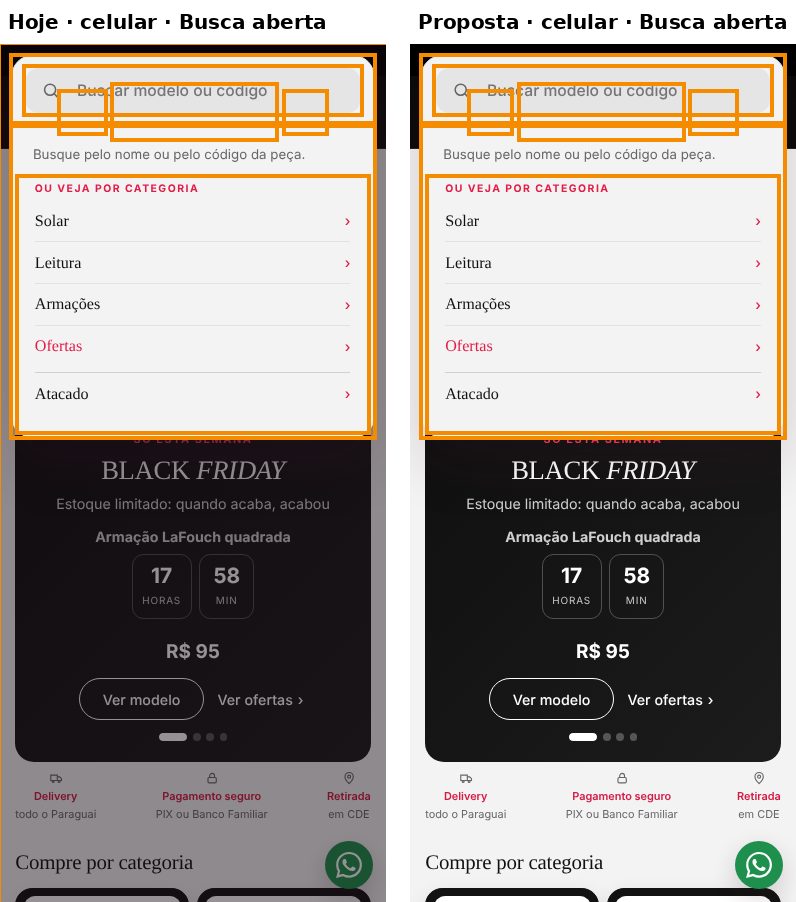 Hoje · celular · Busca aberta
Buscar modelo ou código
Busque pelo nome ou pelo código da peça.
OU VEJA POR CATEGORIA
Solar ›
Leitura ›
Armações ›
Ofertas ›
Atacado ›
SÓ ESTA SEMANA
BLACK FRIDAY
Estoque limitado: quando acaba, acabou
Armação LaFouch quadrada
17 58
HORAS MIN
R$ 95
Ver modelo Ver ofertas ›
Delivery Pagamento seguro Retirada
todo o Paraguai PIX ou Banco Familiar em CDE
Compre por categoria
Proposta · celular · Busca aberta
Buscar modelo ou código
Busque pelo nome ou pelo código da peça.
OU VEJA POR CATEGORIA
Solar ›
Leitura ›
Armações ›
Ofertas ›
Atacado ›
SÓ ESTA SEMANA
BLACK FRIDAY
Estoque limitado: quando acaba, acabou
Armação LaFouch quadrada
17 58
HORAS MIN
R$ 95
Ver modelo Ver ofertas ›
Delivery Pagamento seguro Retirada
todo o Paraguai PIX ou Banco Familiar em CDE
Compre por categoria